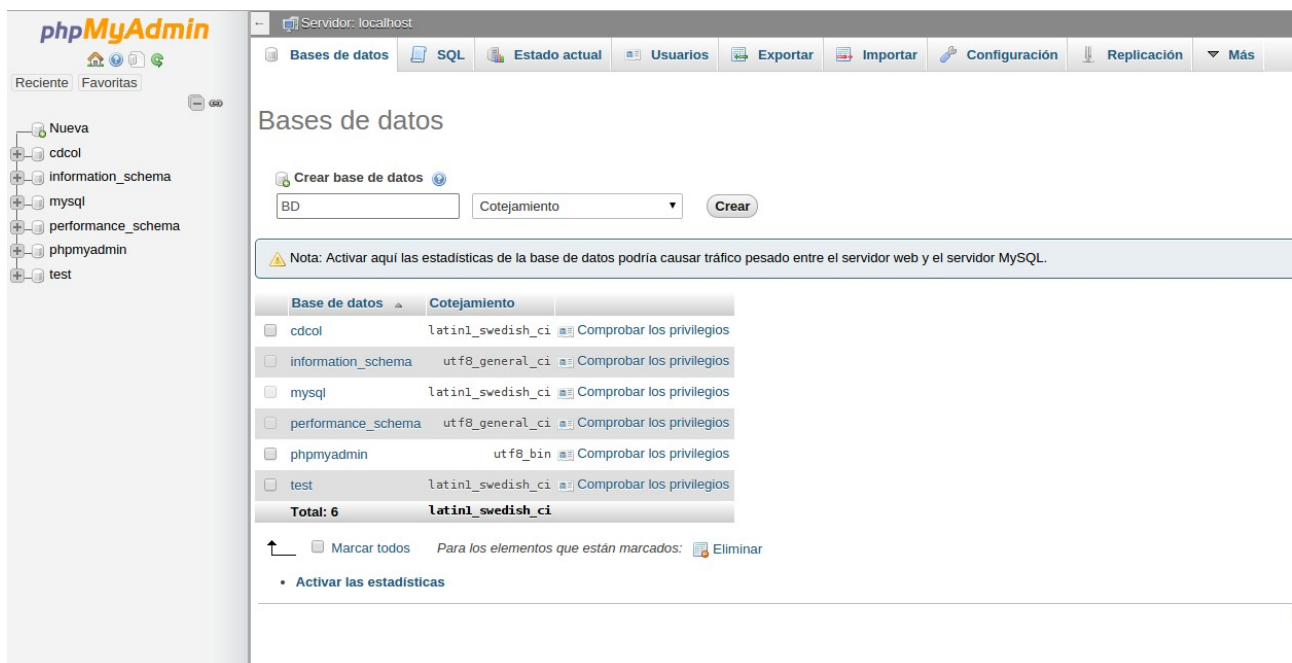 phpMyAdmin
Reciente Favoritas
Nueva
cdcol
information_schema
mysql
performance_schema
phpmyadmin
test
Servidor: localhost
Bases de datos SQL Estado actual Usuarios Exportar Importar Configuración Replicación Más
Bases de datos
Crear base de datos
BD Cotejamiento Crear
Nota: Activar aquí las estadísticas de la base de datos podría causar tráfico pesado entre el servidor web y el servidor MySQL.
Base de datos Cotejamiento
cdcol latin1_swedish_ci Comprobar los privilegios
information_schema utf8_general_ci Comprobar los privilegios
mysql latin1_swedish_ci Comprobar los privilegios
performance_schema utf8_general_ci Comprobar los privilegios
phpmyadmin utf8_bin Comprobar los privilegios
test latin1_swedish_ci Comprobar los privilegios
Total: 6 latin1_swedish_ci
Marcar todos Para los elementos que están marcados: Eliminar
• Activar las estadísticas